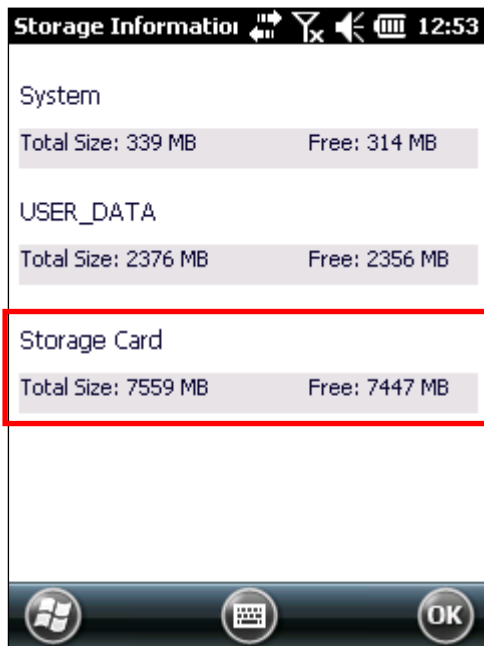 Storage Information 12:53
System
Total Size: 339 MB Free: 314 MB
USER_DATA
Total Size: 2376 MB Free: 2356 MB
Storage Card
Total Size: 7559 MB Free: 7447 MB
OK